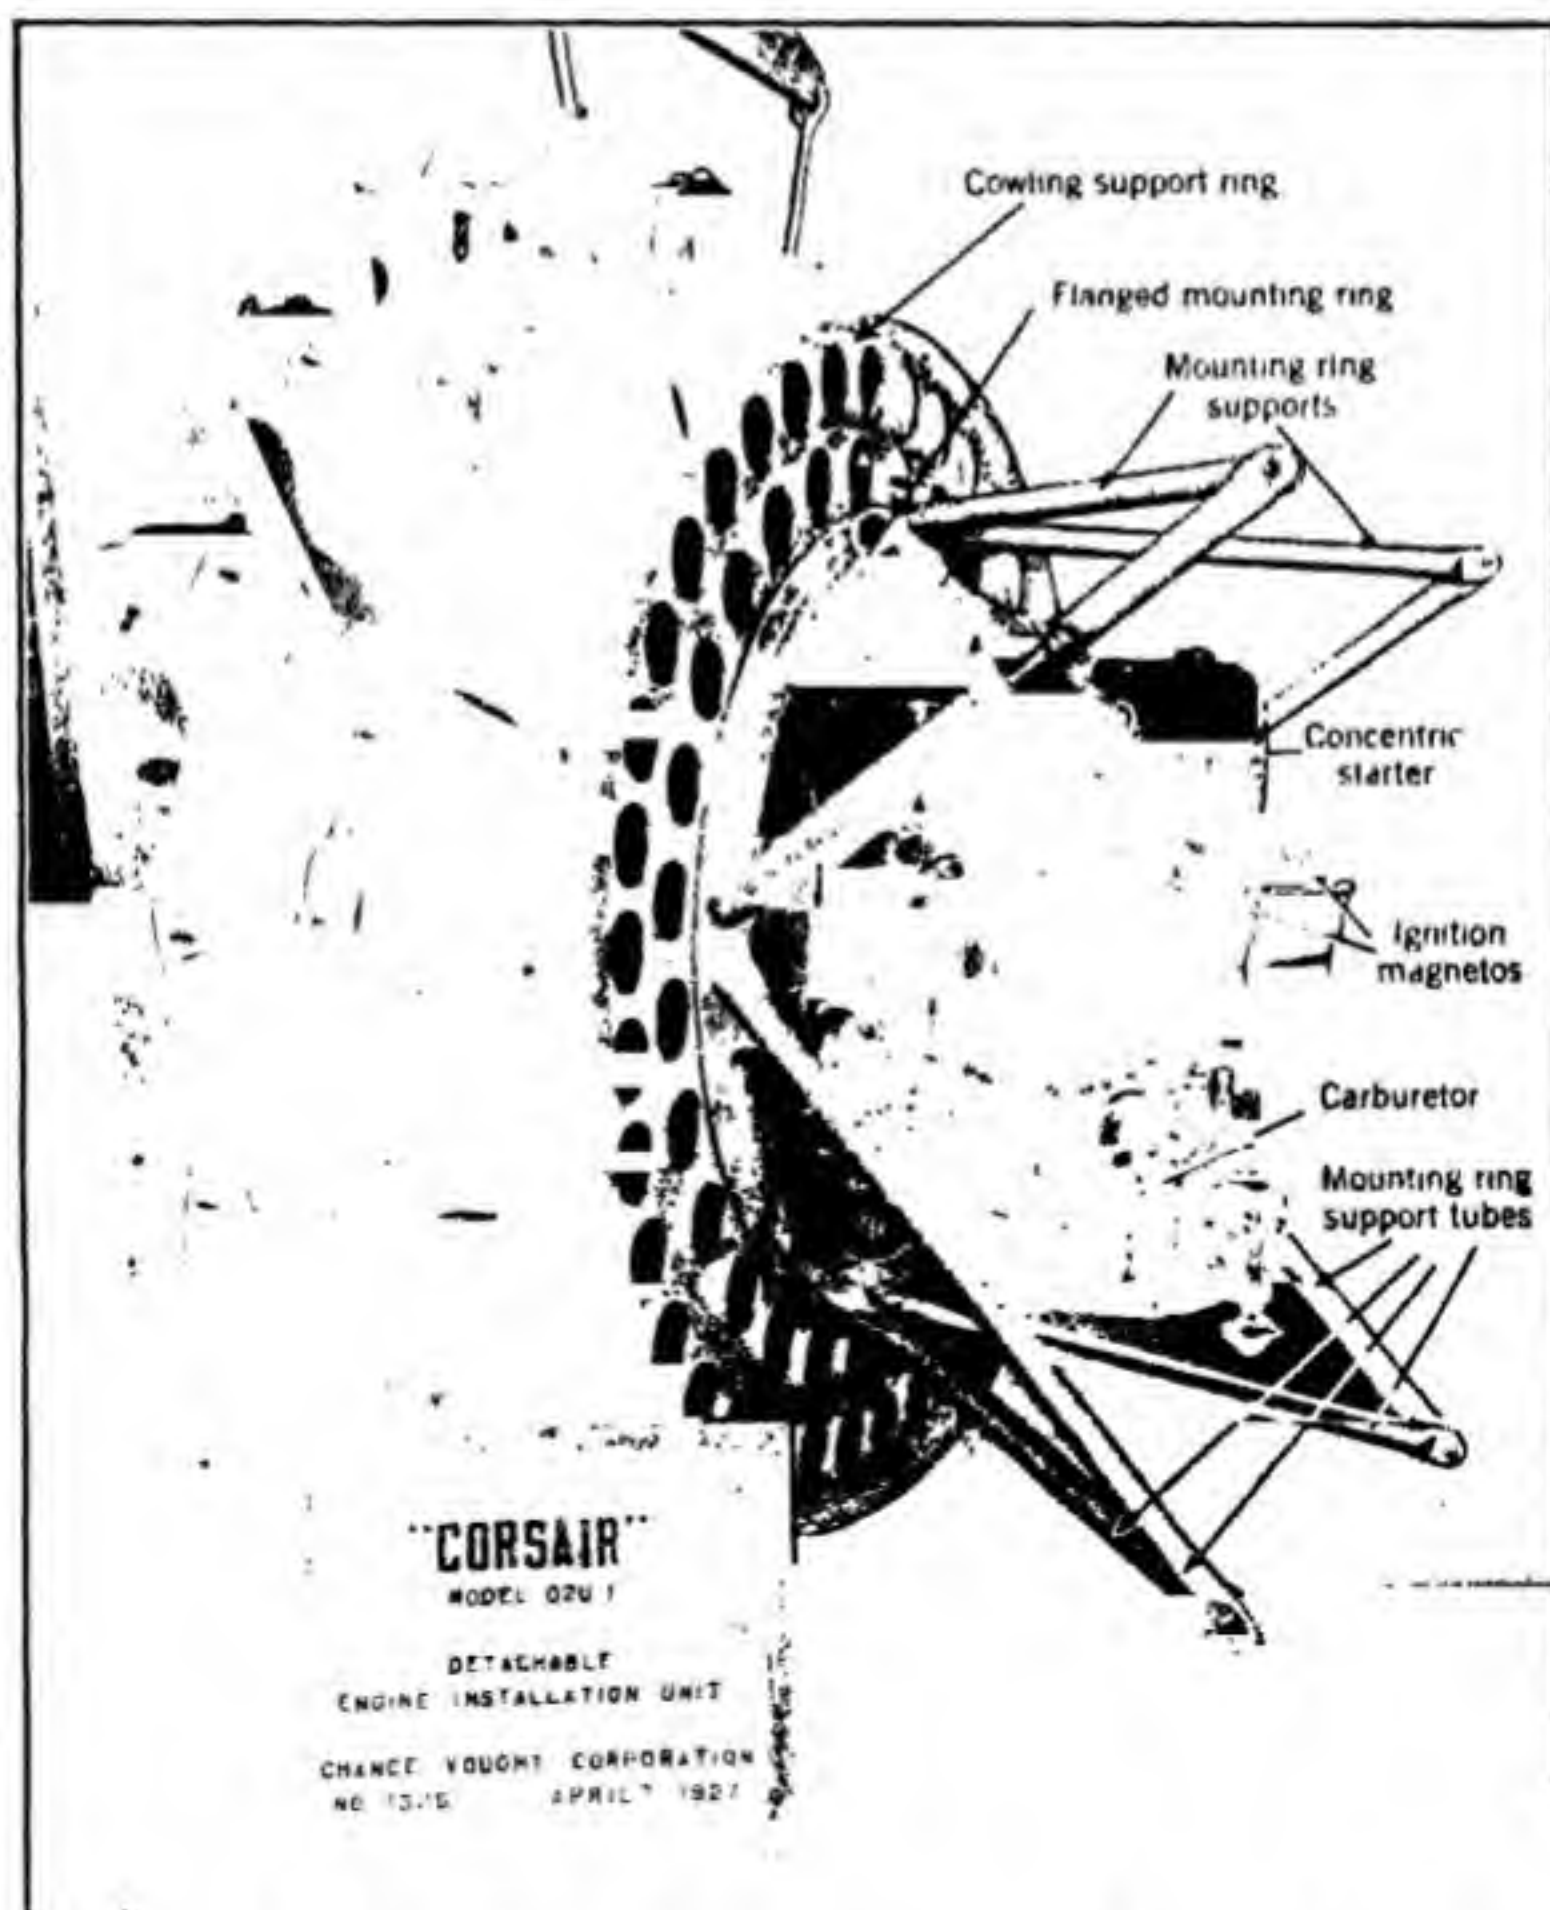 Cowling support ring
Flanged mounting ring
Mounting ring
supports
Concentric
starter
Ignition
magnetos
Carburetor
Mounting ring
support tubes
"CORSAIR"
MODEL O2U 1
DETACHABLE
ENGINE INSTALLATION UNIT
CHANCE VOUGHT CORPORATION
NO
APRIL 1927